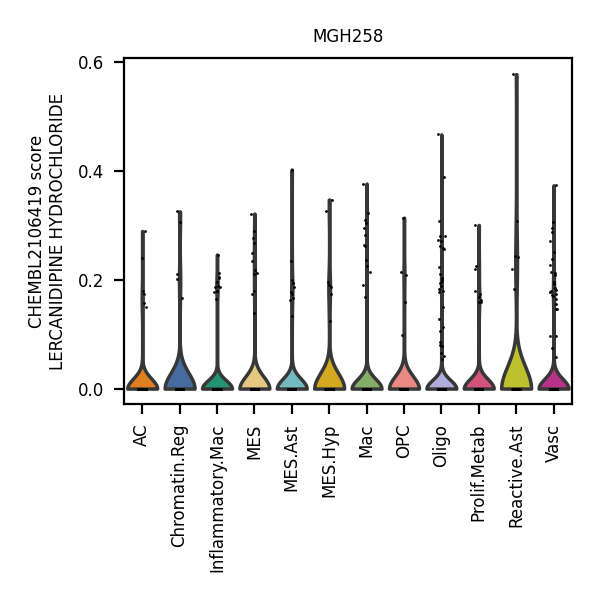 MGH258
CHEMBL2106419 score
LERCANIDIPINE HYDROCHLORIDE
0.6
0.4
0.2
0.0
AC
Chromatin.Reg
Inflammatory.Mac
MES
MES.Ast
MES.Hyp
Mac
OPC
Oligo
Prolif.Metab
Reactive.Ast
Vasc